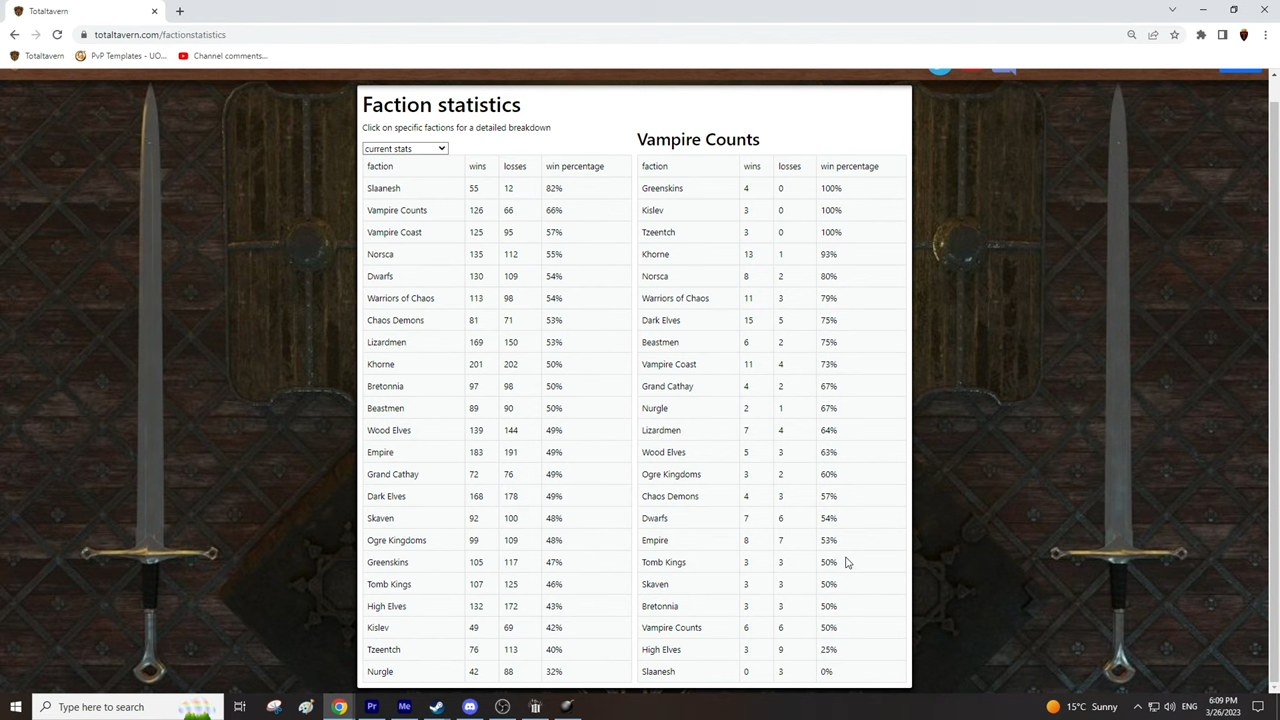 Totaltavern
totaltavern.com/factionstatistics
Totaltavern
PvP Templates - UO...
Channel comments...
Faction statistics
Click on specific factions for a detailed breakdown
current stats
faction wins losses win percentage
Slaanesh 55 12 82%
Vampire Counts 126 66 66%
Vampire Coast 125 95 57%
Norsca 135 112 55%
Dwarfs 130 109 54%
Warriors of Chaos 113 98 54%
Chaos Demons 81 71 53%
Lizardmen 169 150 53%
Khorne 201 202 50%
Bretonnia 97 98 50%
Beastmen 89 90 50%
Wood Elves 139 144 49%
Empire 183 191 49%
Grand Cathay 72 76 49%
Dark Elves 168 178 49%
Skaven 92 100 48%
Ogre Kingdoms 99 109 48%
Greenskins 105 117 47%
Tomb Kings 107 125 46%
High Elves 132 172 43%
Kislev 49 69 42%
Tzeentch 76 113 40%
Nurgle 42 88 32%
Vampire Counts
faction wins losses win percentage
Greenskins 4 0 100%
Kislev 3 0 100%
Tzeentch 3 0 100%
Khorne 13 1 93%
Norsca 8 2 80%
Warriors of Chaos 11 3 79%
Dark Elves 15 5 75%
Beastmen 6 2 75%
Vampire Coast 11 4 73%
Grand Cathay 4 2 67%
Nurgle 2 1 67%
Lizardmen 7 4 64%
Wood Elves 5 3 63%
Ogre Kingdoms 3 2 60%
Chaos Demons 4 3 57%
Dwarfs 7 6 54%
Empire 8 7 53%
Tomb Kings 3 3 50%
Skaven 3 3 50%
Bretonnia 3 3 50%
Vampire Counts 6 6 50%
High Elves 3 9 25%
Slaanesh 0 3 0%
Type here to search
Pr
Me
15°C Sunny
ENG
6:09 PM
3/26/2023